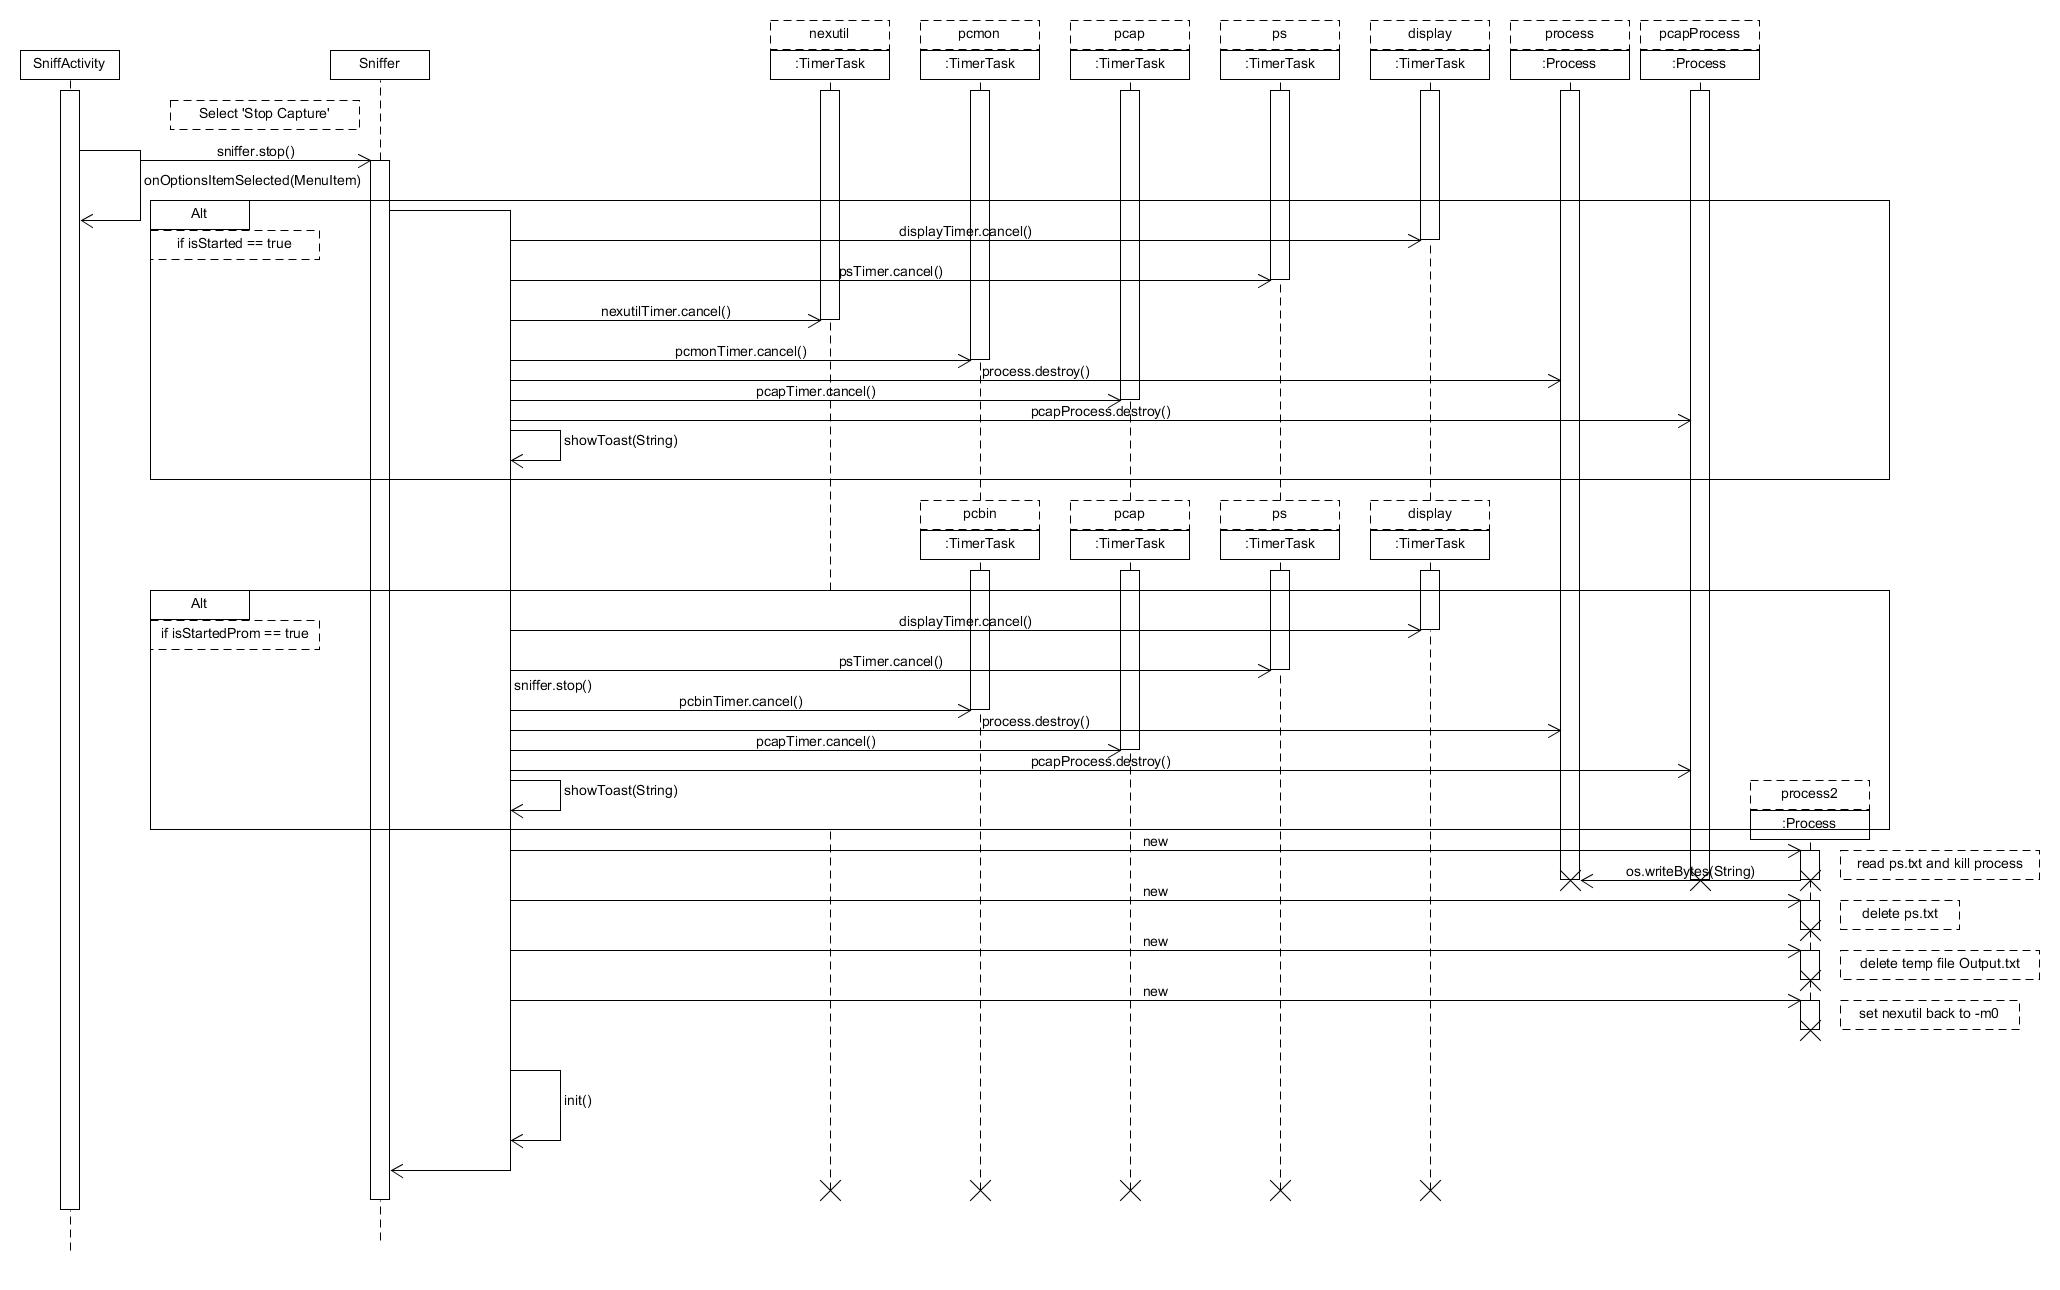 nexutil
pcmon
pcap
ps
display
process
pcapProcess
SniffActivity
Sniffer
:TimerTask
:TimerTask
:TimerTask
:TimerTask
:TimerTask
:Process
:Process
Select 'Stop Capture'
sniffer.stop()
onOptionsItemSelected(MenuItem)
Alt
if isStarted == true
displayTimer.cancel()
psTimer.cancel()
nexutilTimer.cancel()
pcmonTimer.cancel()
process.destroy()
pcapTimer.cancel()
pcapProcess.destroy()
showToast(String)
pcbin
pcap
ps
display
:TimerTask
:TimerTask
:TimerTask
:TimerTask
Alt
if isStartedProm == true
displayTimer.cancel()
psTimer.cancel()
sniffer.stop()
pcbinTimer.cancel()
process.destroy()
pcapTimer.cancel()
pcapProcess.destroy()
showToast(String)
process2
:Process
new
read ps.txt and kill process
os.writeBytes(String)
new
delete ps.txt
new
delete temp file Output.txt
new
set nexutil back to -m0
init()